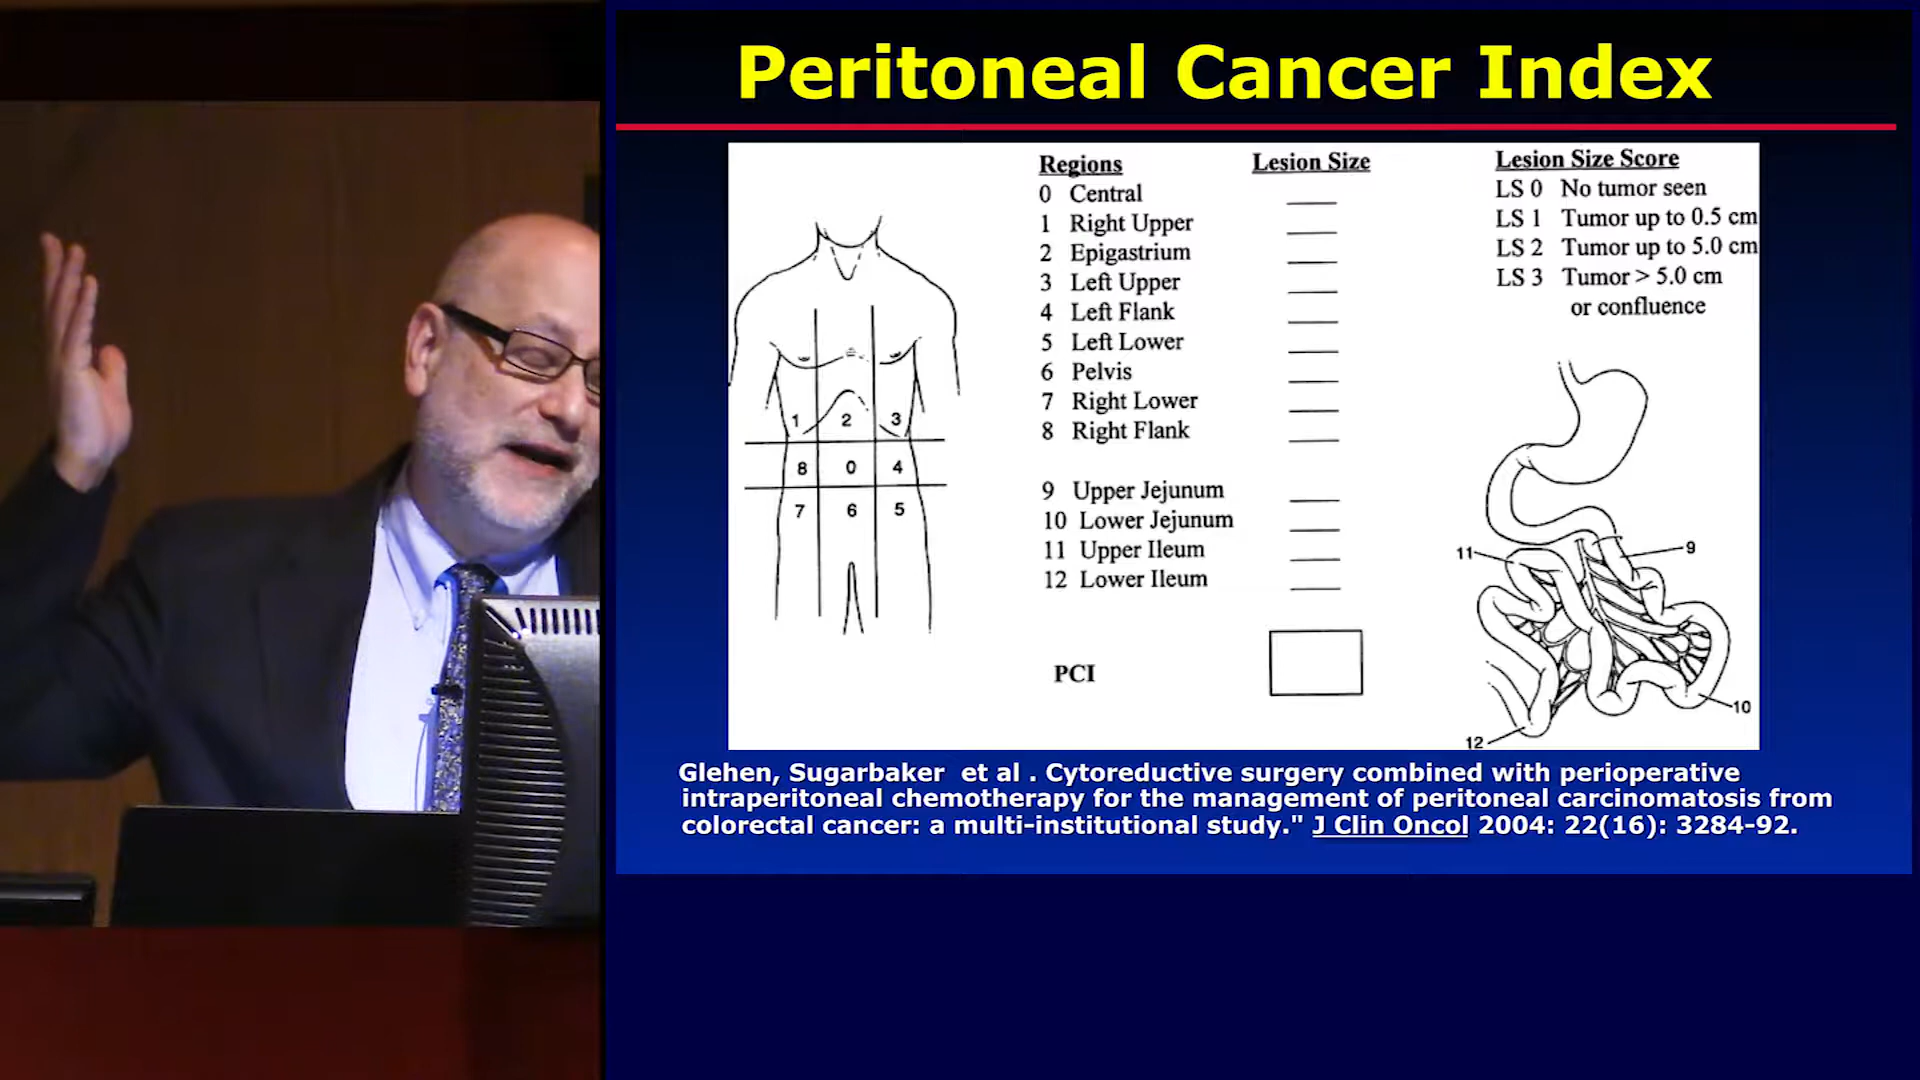 Peritoneal Cancer Index
Regions
Lesion Size
0 Central
1 Right Upper
2 Epigastrium
3 Left Upper
4 Left Flank
5 Left Lower
6 Pelvis
7 Right Lower
8 Right Flank
9 Upper Jejunum
10 Lower Jejunum
11 Upper Ileum
12 Lower Ileum
PCI
Lesion Size Score
LS 0 No tumor seen
LS 1 Tumor up to 0.5 cm
LS 2 Tumor up to 5.0 cm
LS 3 Tumor > 5.0 cm
or confluence
1 2 3
8 0 4
7 6 5
11
9
10
12
Glehen, Sugarbaker et al . Cytoreductive surgery combined with perioperative
intraperitoneal chemotherapy for the management of peritoneal carcinomatosis from
colorectal cancer: a multi-institutional study." J Clin Oncol 2004: 22(16): 3284-92.